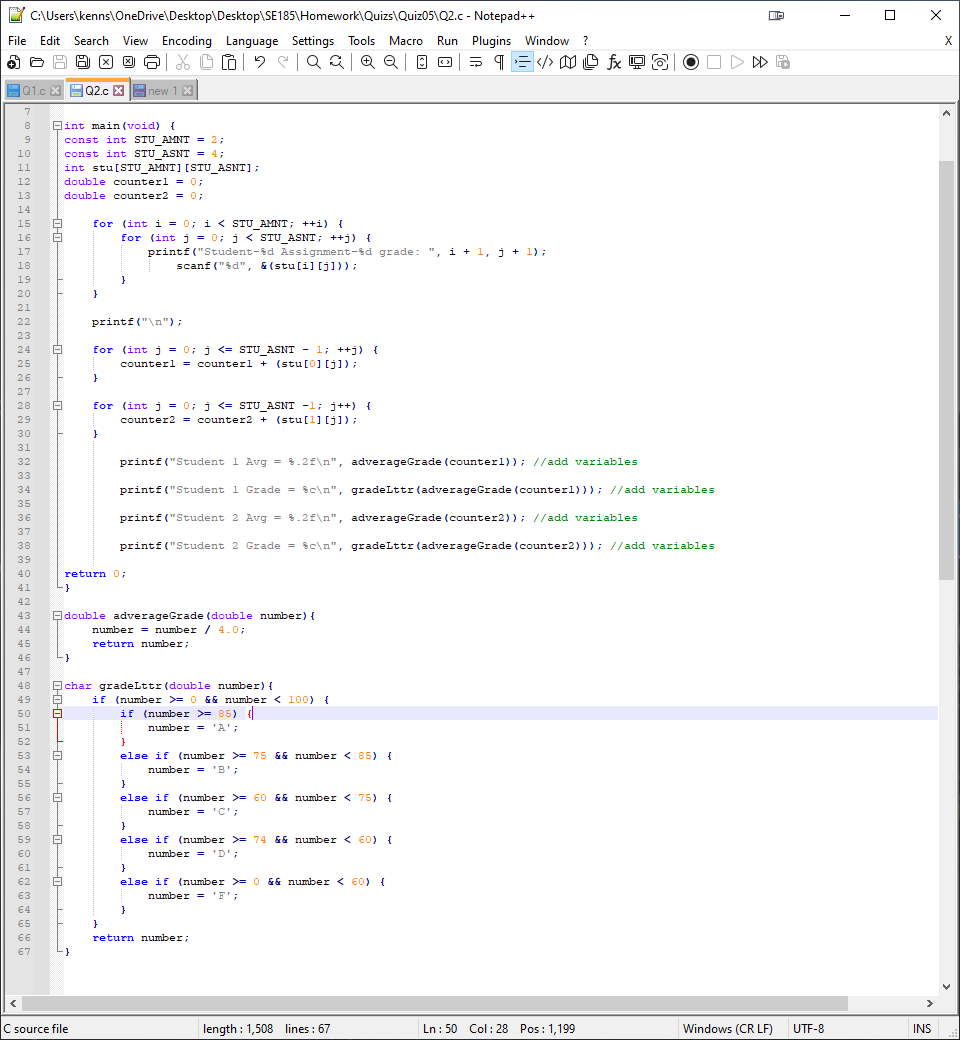 C:\Users\kenns\OneDrive\Desktop\Desktop\SE185\Homework\Quizs\Quiz05\Q2.c - Notepad++
File Edit Search View Encoding Language Settings Tools Macro Run Plugins Window ? X
Q1.c Q2.c new 1
7
8 int main(void) {
9 const int STU_AMNT = 2;
10 const int STU_ASNT = 4;
11 int stu[STU_AMNT][STU_ASNT];
12 double counter1 = 0;
13 double counter2 = 0;
14
15 for (int i = 0; i < STU_AMNT; ++i) {
16 for (int j = 0; j < STU_ASNT; ++j) {
17 printf("Student-%d Assignment-%d grade: ", i + 1, j + 1);
18 scanf("%d", &(stu[i][j]));
19 }
20 }
21
22 printf("\n");
23
24 for (int j = 0; j <= STU_ASNT - 1; ++j) {
25 counter1 = counter1 + (stu[0][j]);
26 }
27
28 for (int j = 0; j <= STU_ASNT -1; j++) {
29 counter2 = counter2 + (stu[1][j]);
30 }
31
32 printf("Student 1 Avg = %.2f\n", adverageGrade(counter1)); //add variables
33
34 printf("Student 1 Grade = %c\n", gradeLttr(adverageGrade(counter1))); //add variables
35
36 printf("Student 2 Avg = %.2f\n", adverageGrade(counter2)); //add variables
37
38 printf("Student 2 Grade = %c\n", gradeLttr(adverageGrade(counter2))); //add variables
39
40 return 0;
41 }
42
43 double adverageGrade(double number){
44 number = number / 4.0;
45 return number;
46 }
47
48 char gradeLttr(double number){
49 if (number >= 0 && number < 100) {
50 if (number >= 85) {
51 number = 'A';
52 }
53 else if (number >= 75 && number < 85) {
54 number = 'B';
55 }
56 else if (number >= 60 && number < 75) {
57 number = 'C';
58 }
59 else if (number >= 74 && number < 60) {
60 number = 'D';
61 }
62 else if (number >= 0 && number < 60) {
63 number = 'F';
64 }
65 }
66 return number;
67 }
C source file length : 1,508 lines : 67 Ln : 50 Col : 28 Pos : 1,199 Windows (CR LF) UTF-8 INS